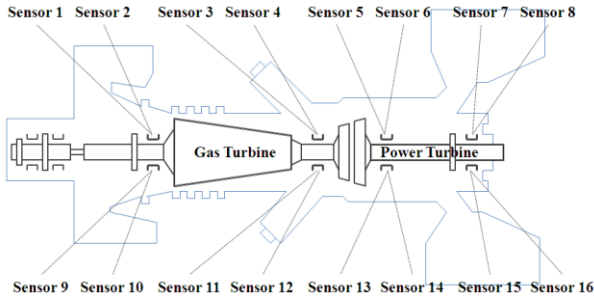 Sensor 1 Sensor 2 Sensor 3 Sensor 4 Sensor 5 Sensor 6 Sensor 7 Sensor 8
Gas Turbine Power Turbine
Sensor 9 Sensor 10 Sensor 11 Sensor 12 Sensor 13 Sensor 14 Sensor 15 Sensor 16